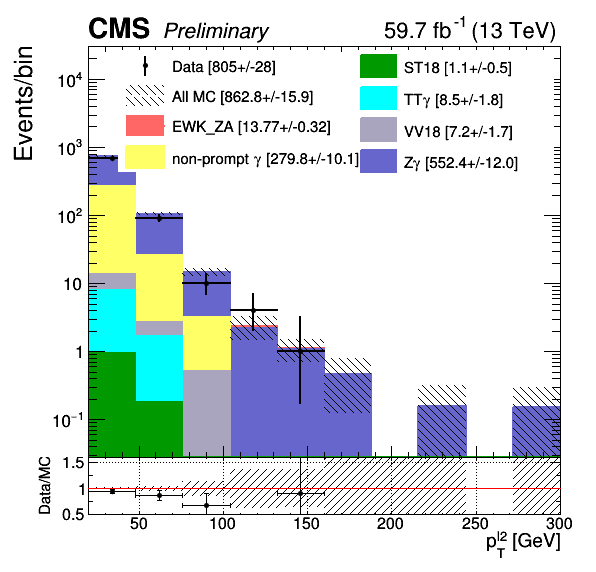 CMS Preliminary 59.7 fb⁻¹ (13 TeV)
Events/bin
Data [805+/-28]
All MC [862.8+/-15.9]
EWK_ZA [13.77+/-0.32]
non-prompt γ [279.8+/-10.1]
ST18 [1.1+/-0.5]
TTγ [8.5+/-1.8]
VV18 [7.2+/-1.7]
Zγ [552.4+/-12.0]
10⁴
10³
10²
10
1
10⁻¹
Data/MC
1.5
1
0.5
50 100 150 200 250 300
p_T^l2 [GeV]